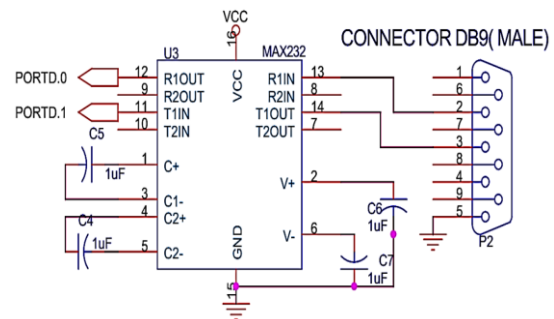 VCC
U3
16
MAX232
CONNECTOR DB9( MALE)
PORTD.0
12
R1OUT
VCC
R1IN
13
1
9
R2OUT
R2IN
8
6
PORTD.1
11
T1IN
T1OUT
14
2
10
T2IN
T2OUT
7
7
C5
3
1uF
1
C+
8
V+
2
4
3
C1-
9
4
C2+
C6
5
C4
1uF
1uF
5
C2-
GND
V-
6
P2
C7
1uF
15